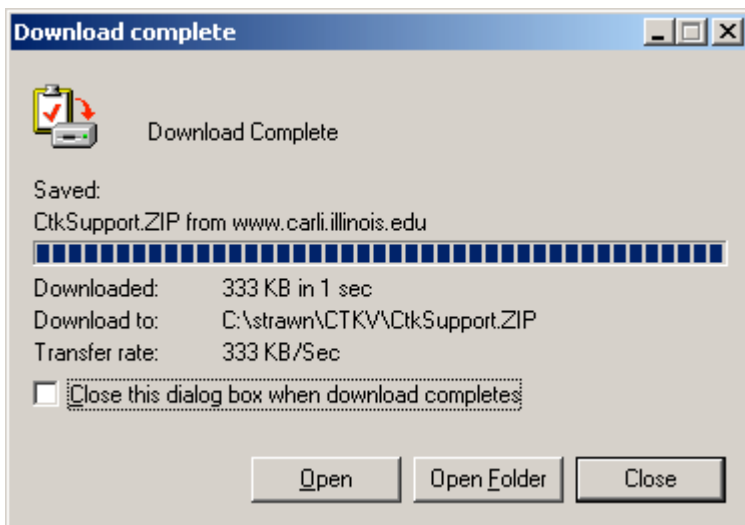 Download complete
Download Complete
Saved:
CtkSupport.ZIP from www.carli.illinois.edu
Downloaded: 333 KB in 1 sec
Download to: C:\strawn\CTKV\CtkSupport.ZIP
Transfer rate: 333 KB/Sec
Close this dialog box when download completes
Open Open Folder Close